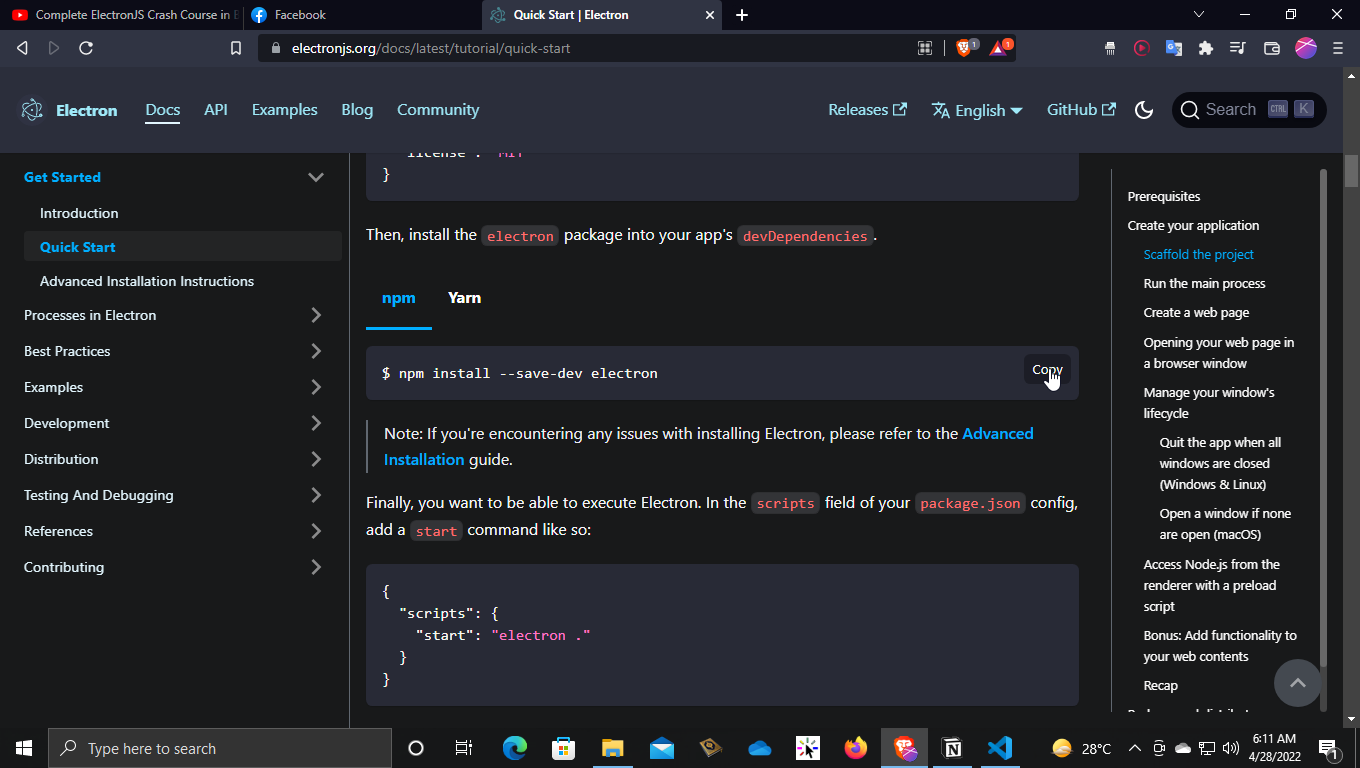 Complete ElectronJS Crash Course in
Facebook
Quick Start | Electron
electronjs.org/docs/latest/tutorial/quick-start
1
1
Electron
Docs
API
Examples
Blog
Community
Releases
English
GitHub
Search
CTRL
K
Get Started
Introduction
Quick Start
Advanced Installation Instructions
Processes in Electron
Best Practices
Examples
Development
Distribution
Testing And Debugging
References
Contributing
"license": "MIT"
}
Then, install the electron package into your app's devDependencies.
npm
Yarn
$ npm install --save-dev electron
Copy
Note: If you're encountering any issues with installing Electron, please refer to the Advanced
Installation guide.
Finally, you want to be able to execute Electron. In the scripts field of your package.json config,
add a start command like so:
{
"scripts": {
"start": "electron ."
}
}
Prerequisites
Create your application
Scaffold the project
Run the main process
Create a web page
Opening your web page in
a browser window
Manage your window's
lifecycle
Quit the app when all
windows are closed
(Windows & Linux)
Open a window if none
are open (macOS)
Access Node.js from the
renderer with a preload
script
Bonus: Add functionality to
your web contents
Recap
Type here to search
28°C
6:11 AM
4/28/2022
1